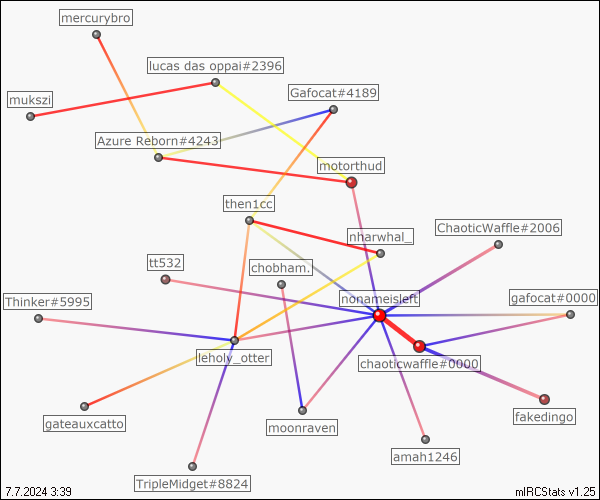 mercurybro
lucas das oppai#2396
mukszi
Gafocat#4189
Azure Reborn#4243
motorthud
then1cc
nharwhal_
ChaoticWaffle#2006
tt532
chobham.
Thinker#5995
nonameisleft
gafocat#0000
leholy_otter
chaoticwaffle#0000
gateauxcatto
moonraven
fakedingo
amah1246
TripleMidget#8824
7.7.2024 3:39
mIRCStats v1.25